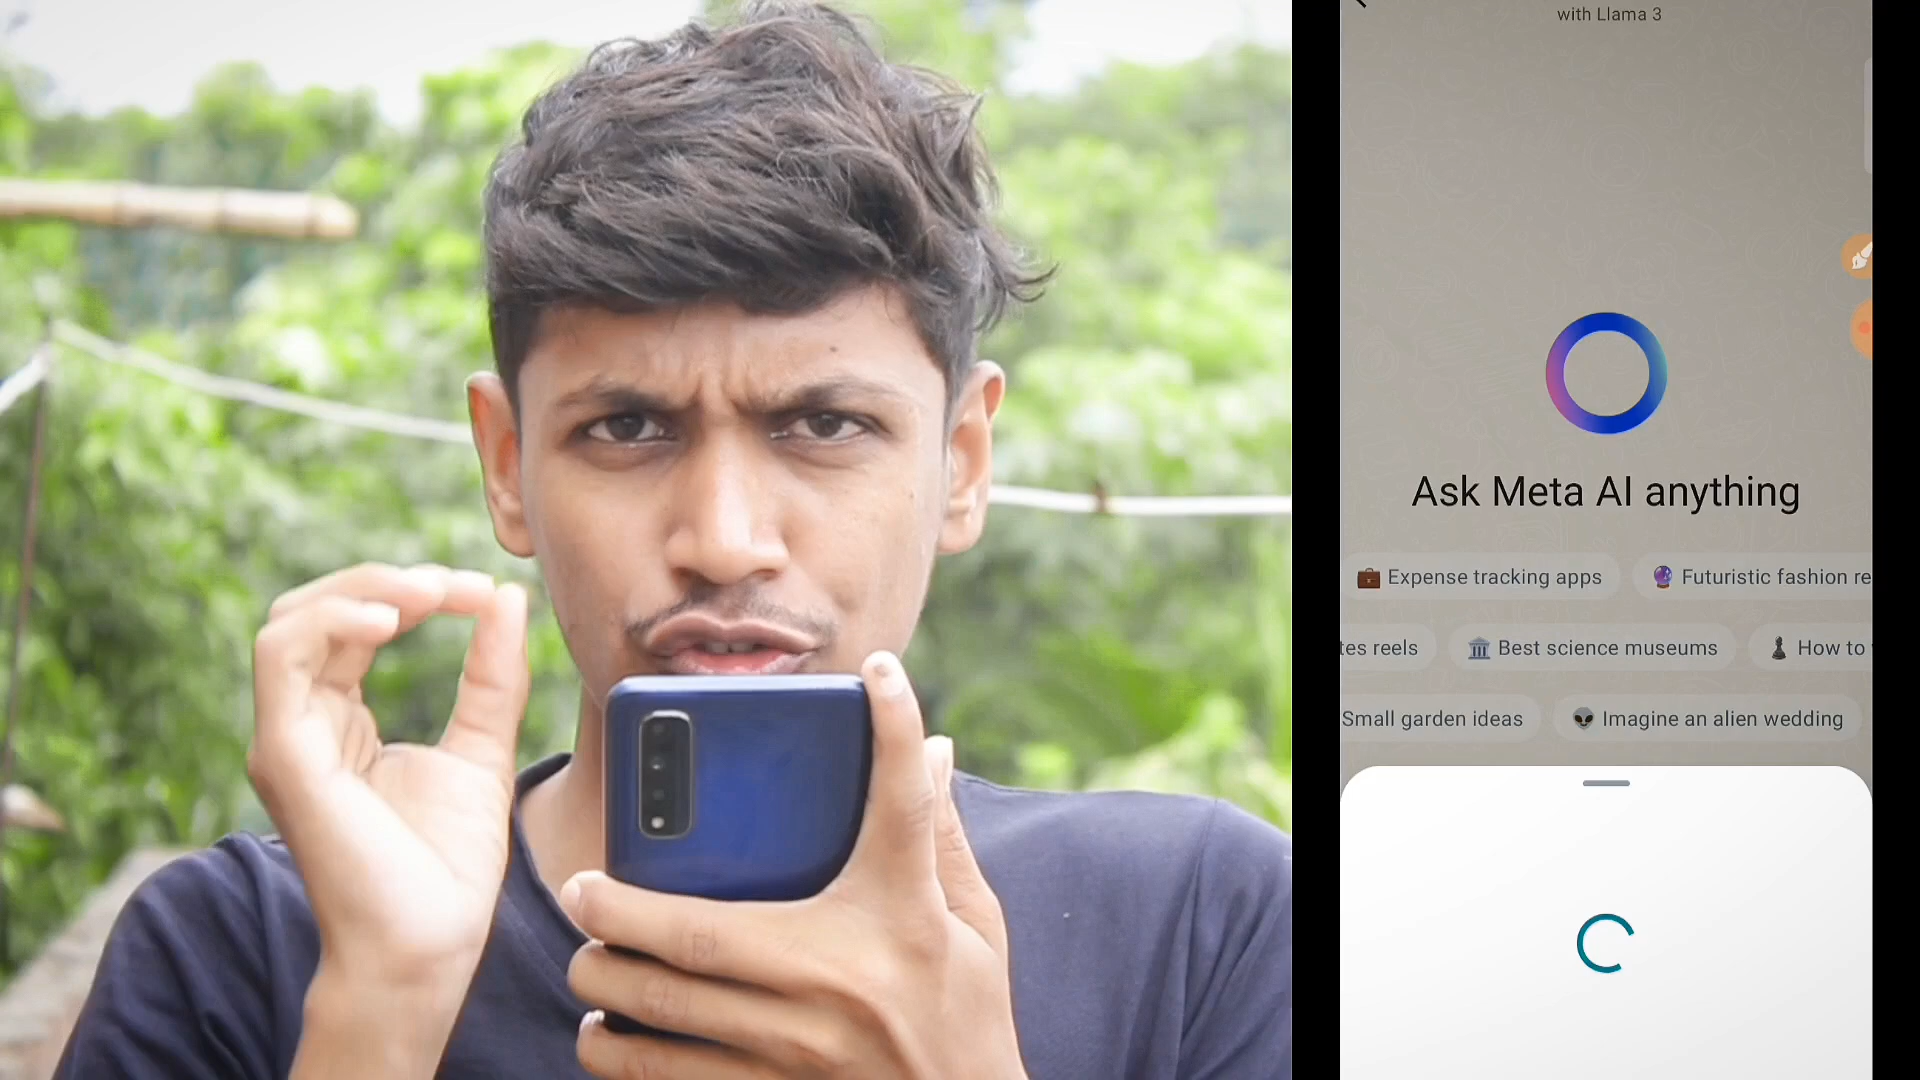 with Llama 3
Ask Meta AI anything
Expense tracking apps
Futuristic fashion re
tes reels
Best science museums
How to
Small garden ideas
Imagine an alien wedding